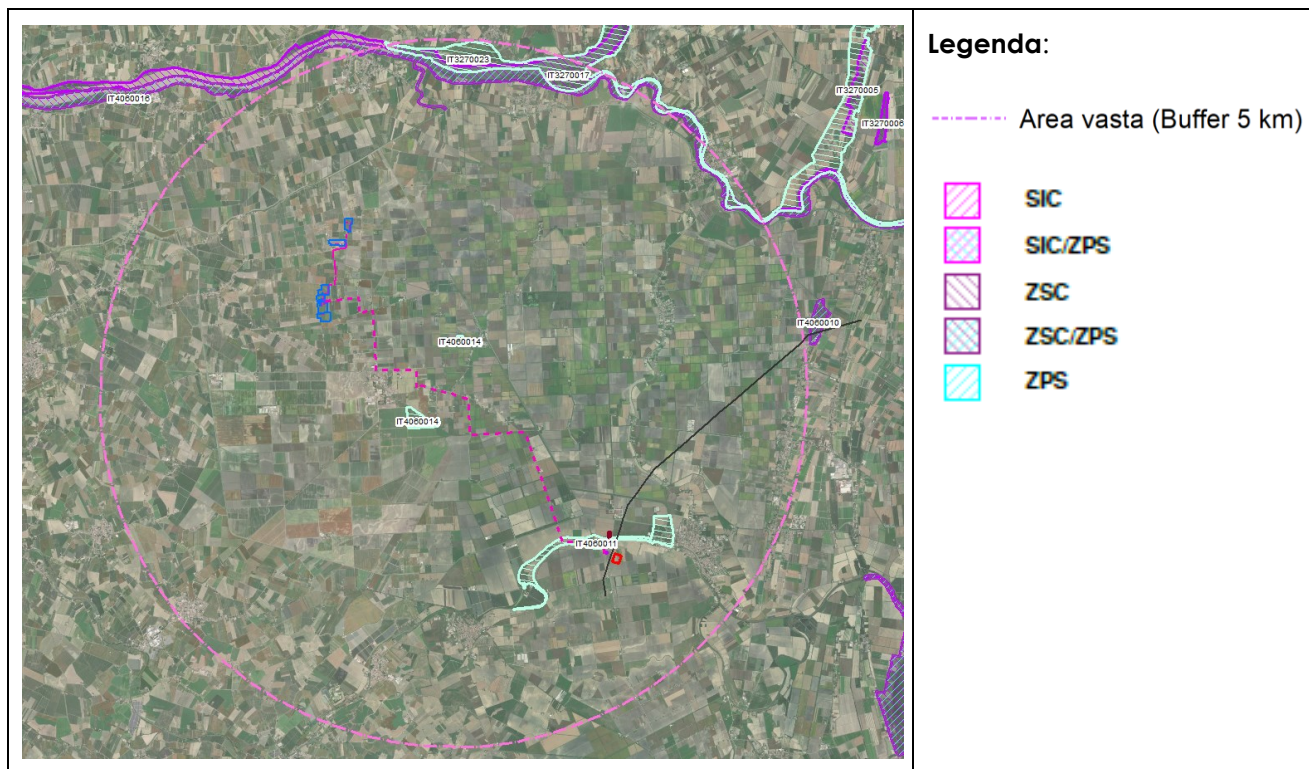 IT3270023
IT3270017
IT4060016
IT3270005
IT3270006
IT4060010
IT4060014
IT4060014
IT4060011
Legenda:
Area vasta (Buffer 5 km)
SIC
SIC/ZPS
ZSC
ZSC/ZPS
ZPS